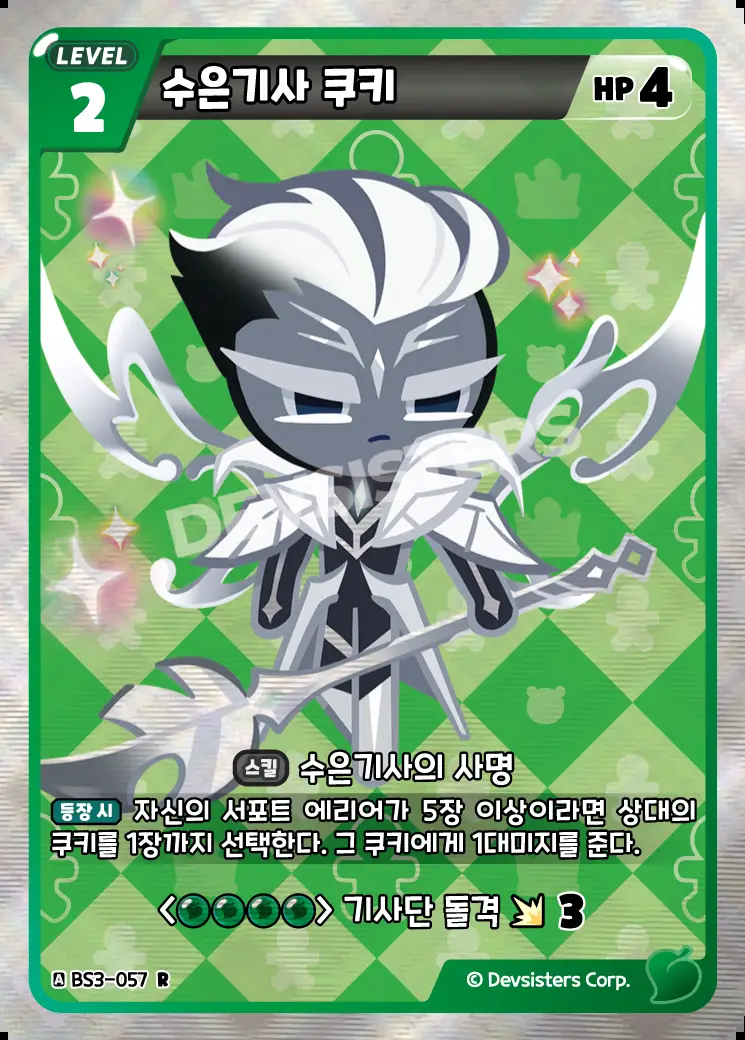 LEVEL
2
수은기사 쿠키
HP 4
DEVSISTERS
스킬 수은기사의 사명
등장 시 자신의 서포트 에리어가 5장 이상이라면 상대의
쿠키를 1장까지 선택한다. 그 쿠키에게 1대미지를 준다.
< > 기사단 돌격 3
A BS3-057 R
© Devsisters Corp.